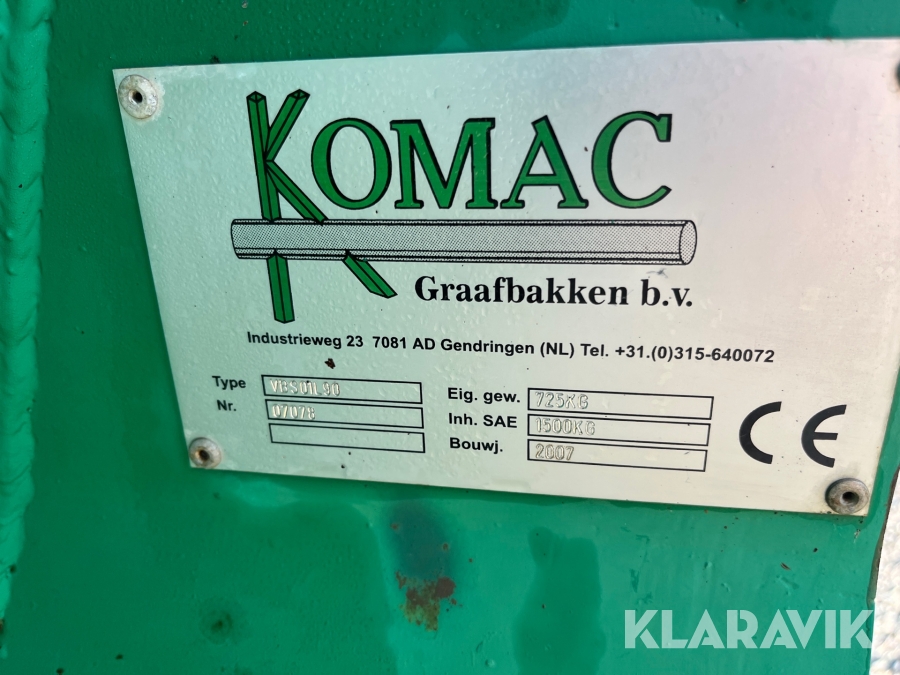 KOMAC
Graafbakken b.v.
Industrieweg 23 7081 AD Gendringen (NL) Tel. +31.(0)315-640072
Type
Nr. 07078
Eig. gew. 725KG
Inh. SAE 1500KG
Bouwj. 2007
CE
KLARAVIK